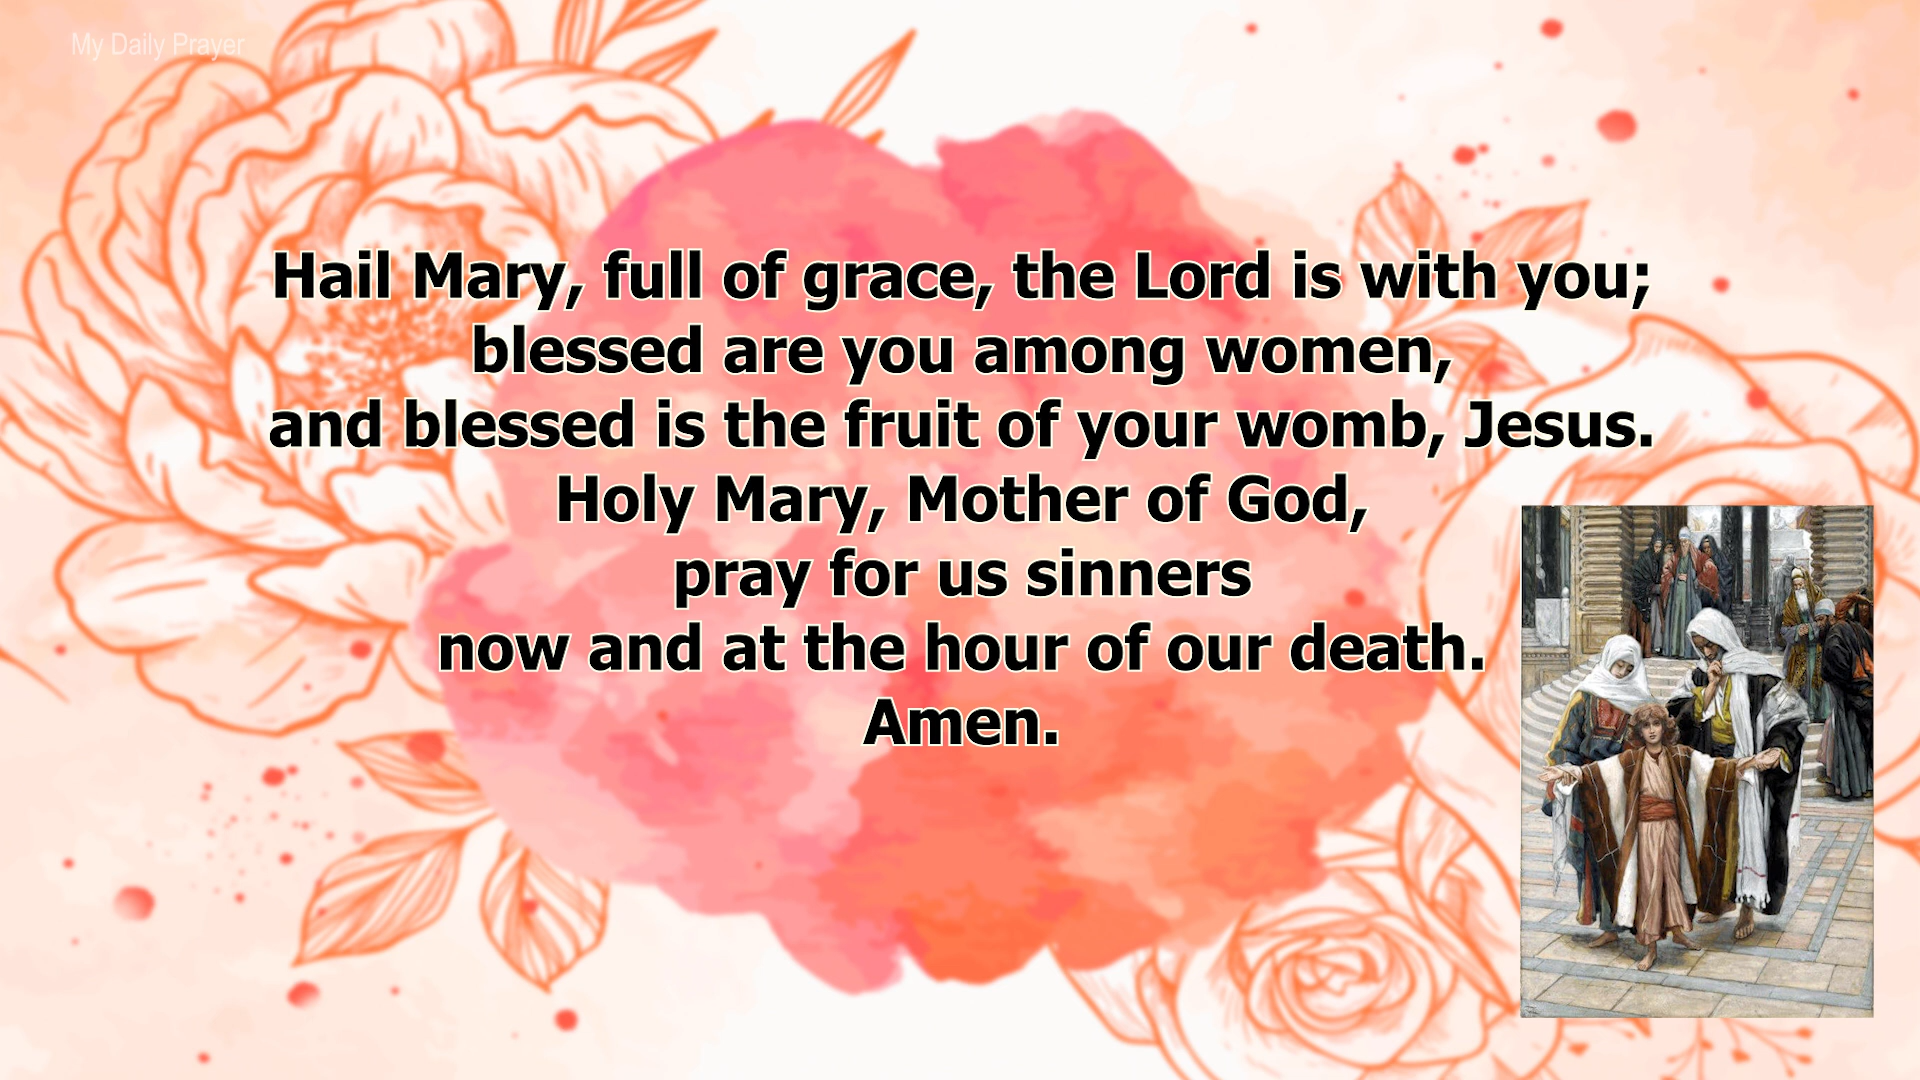 My Daily Prayer
Hail Mary, full of grace, the Lord is with you;
blessed are you among women,
and blessed is the fruit of your womb, Jesus.
Holy Mary, Mother of God,
pray for us sinners
now and at the hour of our death.
Amen.